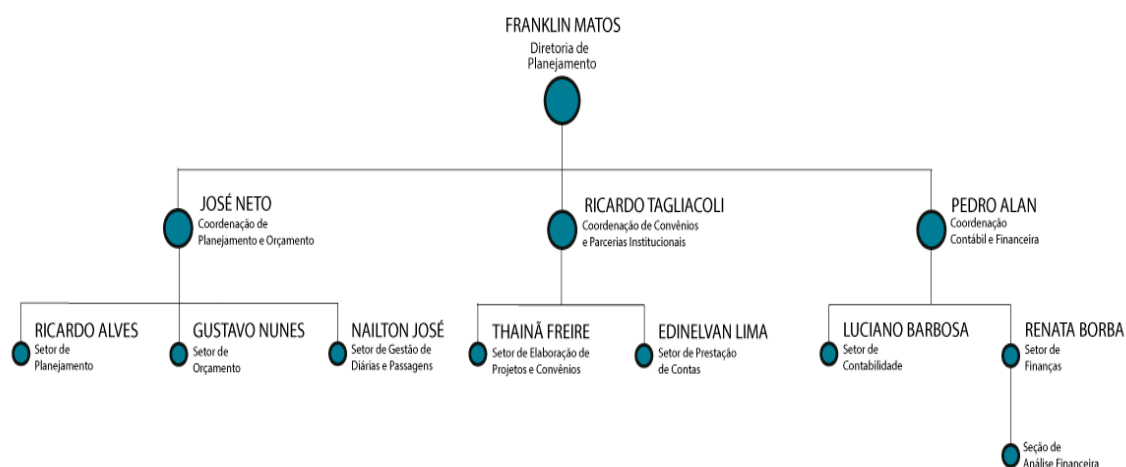 FRANKLIN MATOS
Diretoria de
Planejamento
JOSÉ NETO
Coordenação de
Planejamento e Orçamento
RICARDO TAGLIACOLI
Coordenação de Convênios
e Parcerias Institucionais
PEDRO ALAN
Coordenação
Contábil e Financeira
RICARDO ALVES
Setor de
Planejamento
GUSTAVO NUNES
Setor de
Orçamento
NAILTON JOSÉ
Setor de Gestão de
Diárias e Passagens
THAINÃ FREIRE
Setor de Elaboração de
Projetos e Convênios
EDINELVAN LIMA
Setor de Prestação
de Contas
LUCIANO BARBOSA
Setor de
Contabilidade
RENATA BORBA
Setor de
Finanças
Seção de
Análise Financeira